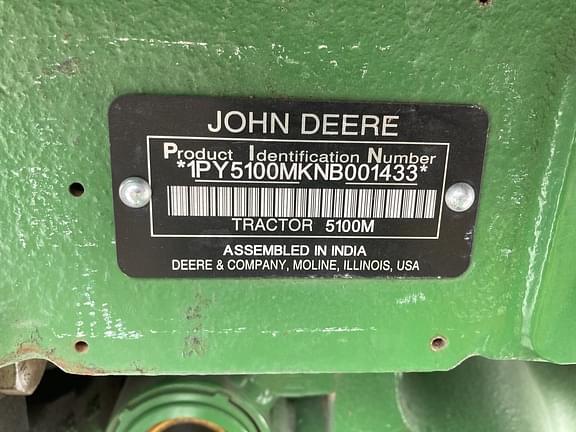 JOHN DEERE
Product Identification Number
*1PY5100MKNB001433*
TRACTOR 5100M
ASSEMBLED IN INDIA
DEERE & COMPANY, MOLINE, ILLINOIS, USA